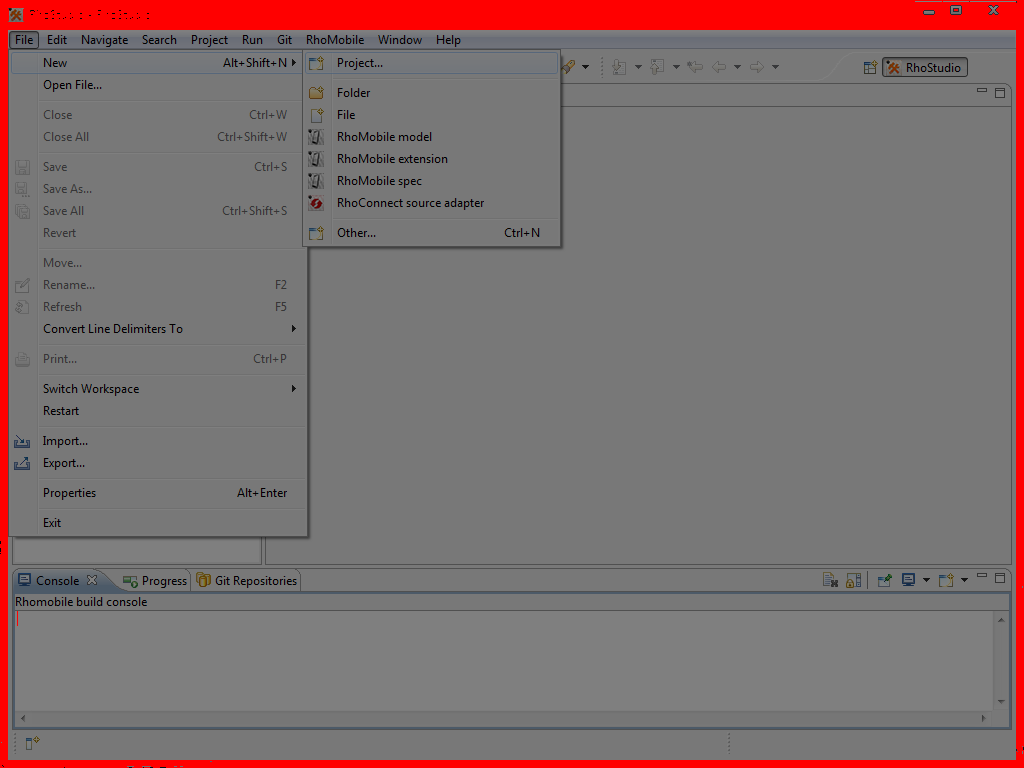 File Edit Navigate Search Project Run Git RhoMobile Window Help
New Alt+Shift+N
Open File...
Close Ctrl+W
Close All Ctrl+Shift+W
Save Ctrl+S
Save As...
Save All Ctrl+Shift+S
Revert
Move...
Rename... F2
Refresh F5
Convert Line Delimiters To
Print... Ctrl+P
Switch Workspace
Restart
Import...
Export...
Properties Alt+Enter
Exit
Project...
Folder
File
RhoMobile model
RhoMobile extension
RhoMobile spec
RhoConnect source adapter
Other... Ctrl+N
RhoStudio
Console Progress Git Repositories
Rhomobile build console